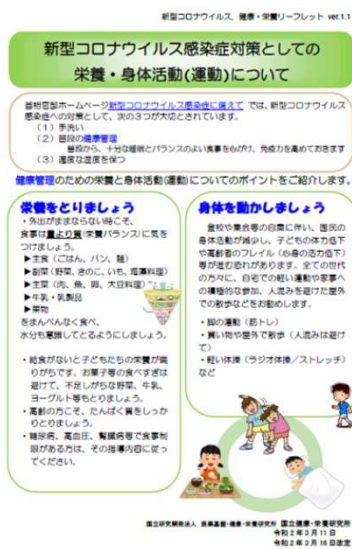 新型コロナウイルス、健康・栄養リーフレット ver.1.1
新型コロナウイルス感染症対策としての
栄養・身体活動(運動)について
首相官邸ホームページ新型コロナウイルス感染症に備えて では、新型コロナウイルス
感染症への対策として、次の3つが大切とされています。
(1)手洗い
(2)普段の健康管理
普段から、十分な睡眠とバランスのよい食事を心がけ、免疫力を高めておきます
(3)適度な湿度を保つ
健康管理のための栄養と身体活動(運動)についてのポイントをご紹介します。
栄養をとりましょう
・外出がままならない時こそ、
食事は量より質(栄養バランス)に気を
つけましょう。
▶主食(ごはん、パン、麺)
▶副菜(野菜、きのこ、いも、海藻料理)
▶主菜(肉、魚、卵、大豆料理)
▶牛乳・乳製品
▶果物
をまんべんなく食べ、
水分も意識してとるようにしましょう。
・給食がないと子どもたちの栄養が偏
りがちです。お菓子等の食べすぎは
避けて、不足しがちな野菜、牛乳、
ヨーグルト等もとりましょう。
・高齢の方こそ、たんぱく質をしっか
りとりましょう。
・糖尿病、高血圧、腎臓病等で食事制
限がある方は、その指導内容に従っ
てください。
身体を動かしましょう
登校や集会等の自粛に伴い、国民の
身体活動が減少し、子どもの体力低下
や高齢者のフレイル(心身の活力低下)
等が進む恐れがあります。全ての世代
の方々に、自宅での軽い運動や家事へ
の積極的な参加、人混みを避けた屋外
での散歩などをお勧めします。
・脚の運動(筋トレ)
・買い物や屋外で散歩(人混みは避け
て)
・軽い体操(ラジオ体操/ストレッチ)
など
国立研究開発法人 医薬基盤・健康・栄養研究所 国立健康・栄養研究所
令和2年3月11日
令和2年3月16日改定